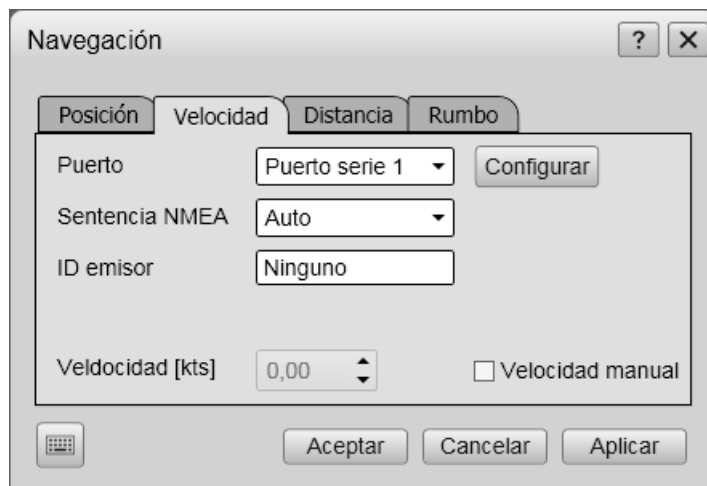 Navegación ?
Posición Velocidad Distancia Rumbo
Puerto Puerto serie 1 Configurar
Sentencia NMEA Auto
ID emisor Ninguno
Veldocidad [kts] 0,00 Velocidad manual
Aceptar Cancelar Aplicar